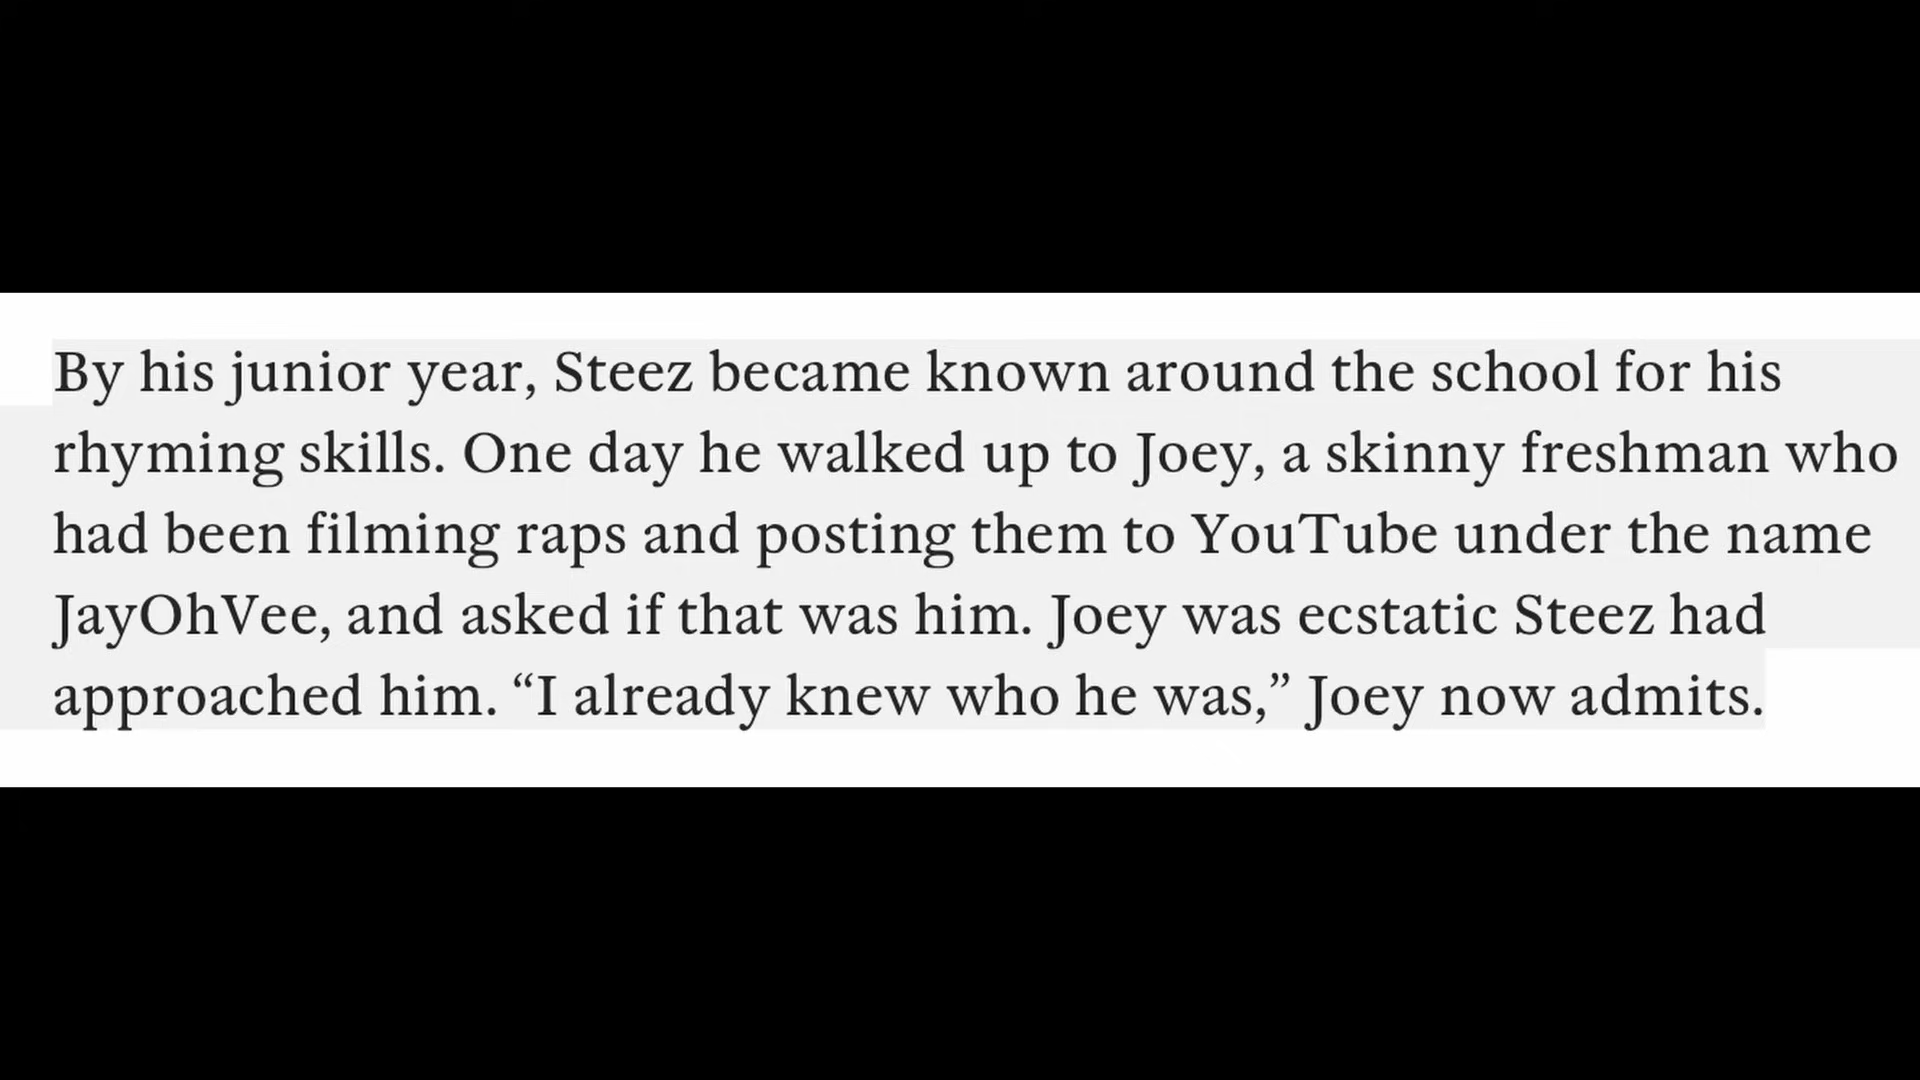 By his junior year, Steez became known around the school for his
rhyming skills. One day he walked up to Joey, a skinny freshman who
had been filming raps and posting them to YouTube under the name
JayOhVee, and asked if that was him. Joey was ecstatic Steez had
approached him. “I already knew who he was,” Joey now admits.